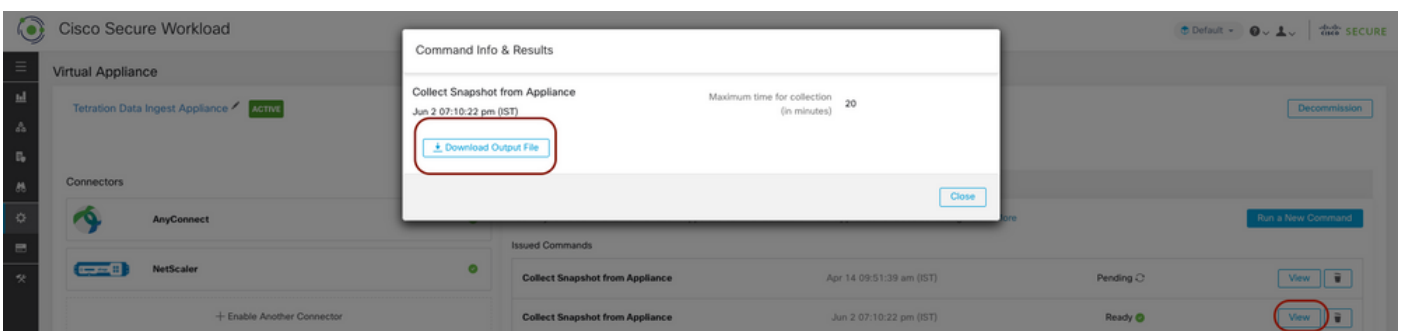 Cisco Secure Workload
Default
CISCO SECURE
Virtual Appliance
Tetration Data Ingest Appliance ACTIVE
Decommission
Command Info & Results
Collect Snapshot from Appliance
Jun 2 07:10:22 pm (IST)
Maximum time for collection
(in minutes)
20
Download Output File
Close
Connectors
AnyConnect
NetScaler
+ Enable Another Connector
Run a New Command
Issued Commands
Collect Snapshot from Appliance Apr 14 09:51:39 am (IST) Pending View
Collect Snapshot from Appliance Jun 2 07:10:22 pm (IST) Ready View